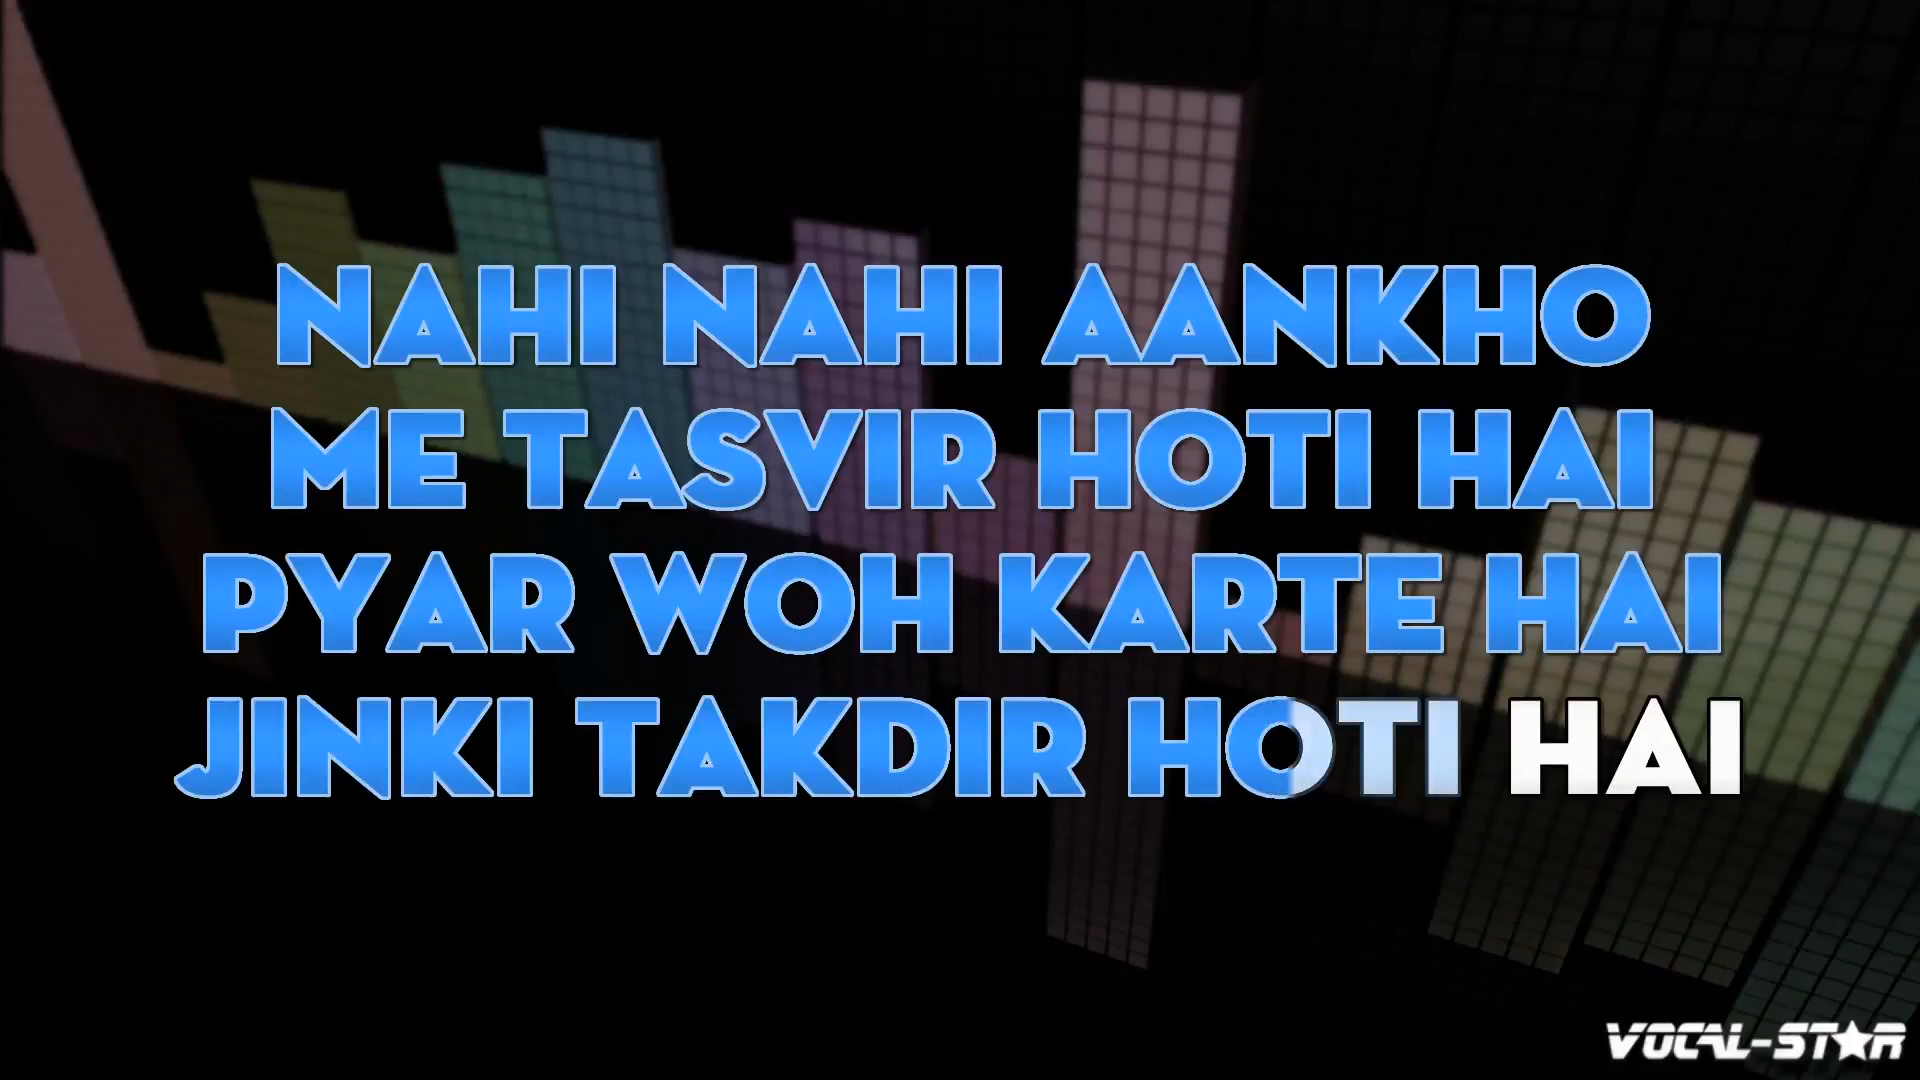 NAHI NAHI AANKHO
ME TASVIR HOTI HAI
PYAR WOH KARTE HAI
JINKI TAKDIR HOTI HAI
VOCAL-STAR